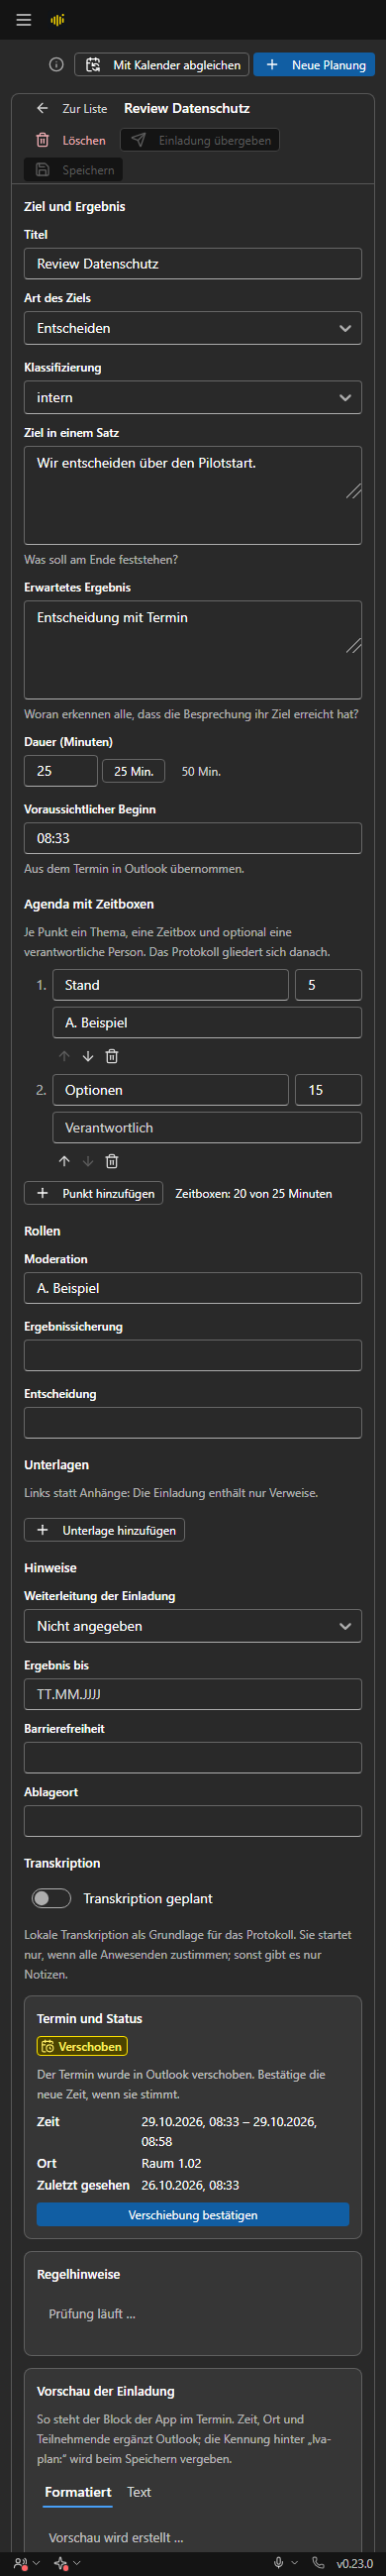 Mit Kalender abgleichen
Neue Planung
Zur Liste
Review Datenschutz
Löschen
Einladung übergeben
Speichern
Ziel und Ergebnis
Titel
Review Datenschutz
Art des Ziels
Entscheiden
Klassifizierung
intern
Ziel in einem Satz
Wir entscheiden über den Pilotstart.
Was soll am Ende feststehen?
Erwartetes Ergebnis
Entscheidung mit Termin
Woran erkennen alle, dass die Besprechung ihr Ziel erreicht hat?
Dauer (Minuten)
25
25 Min.
50 Min.
Voraussichtlicher Beginn
08:33
Aus dem Termin in Outlook übernommen.
Agenda mit Zeitboxen
Je Punkt ein Thema, eine Zeitbox und optional eine
verantwortliche Person. Das Protokoll gliedert sich danach.
1. Stand 5
A. Beispiel
2. Optionen 15
Verantwortlich
Punkt hinzufügen
Zeitboxen: 20 von 25 Minuten
Rollen
Moderation
A. Beispiel
Ergebnissicherung
Entscheidung
Unterlagen
Links statt Anhänge: Die Einladung enthält nur Verweise.
Unterlage hinzufügen
Hinweise
Weiterleitung der Einladung
Nicht angegeben
Ergebnis bis
TT.MM.JJJJ
Barrierefreiheit
Ablageort
Transkription
Transkription geplant
Lokale Transkription als Grundlage für das Protokoll. Sie startet
nur, wenn alle Anwesenden zustimmen; sonst gibt es nur
Notizen.
Termin und Status
Verschoben
Der Termin wurde in Outlook verschoben. Bestätige die
neue Zeit, wenn sie stimmt.
Zeit 29.10.2026, 08:33 – 29.10.2026,
08:58
Ort Raum 1.02
Zuletzt gesehen 26.10.2026, 08:33
Verschiebung bestätigen
Regelhinweise
Prüfung läuft ...
Vorschau der Einladung
So steht der Block der App im Termin. Zeit, Ort und
Teilnehmende ergänzt Outlook; die Kennung hinter „lva-
plan:“ wird beim Speichern vergeben.
Formatiert
Text
Vorschau wird erstellt ...
v0.23.0